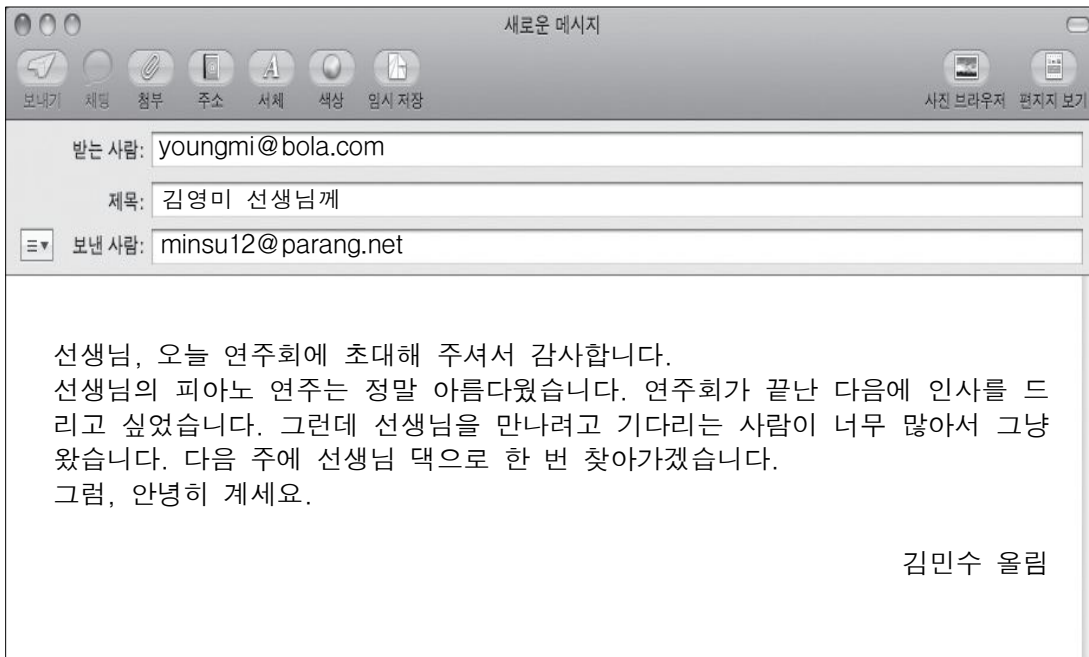 새로운 메시지
보내기 채팅 첨부 주소 서체 색상 임시 저장 사진 브라우저 편지지 보기
받는 사람: youngmi@bola.com
제목: 김영미 선생님께
보낸 사람: minsu12@parang.net
선생님, 오늘 연주회에 초대해 주셔서 감사합니다.
선생님의 피아노 연주는 정말 아름다웠습니다. 연주회가 끝난 다음에 인사를 드
리고 싶었습니다. 그런데 선생님을 만나려고 기다리는 사람이 너무 많아서 그냥
왔습니다. 다음 주에 선생님 댁으로 한 번 찾아가겠습니다.
그럼, 안녕히 계세요.
김민수 올림